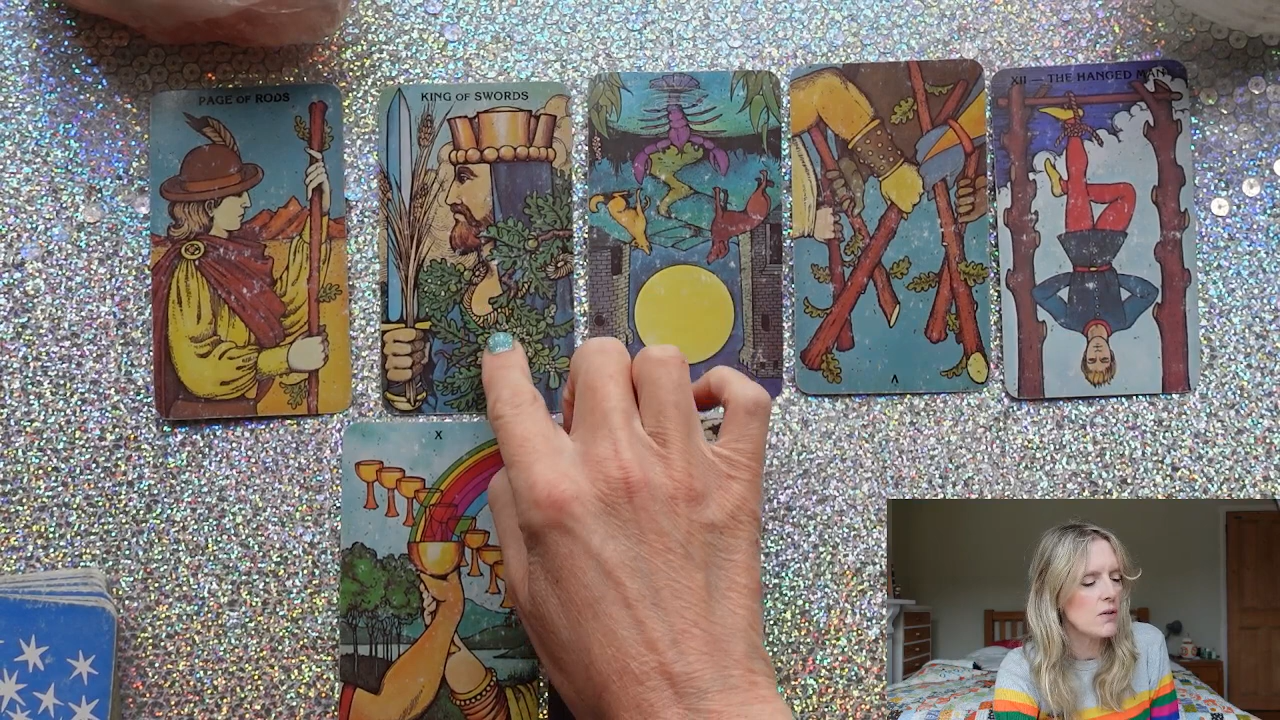 PAGE OF RODS
KING OF SWORDS
V
XII — THE HANGED MAN
X